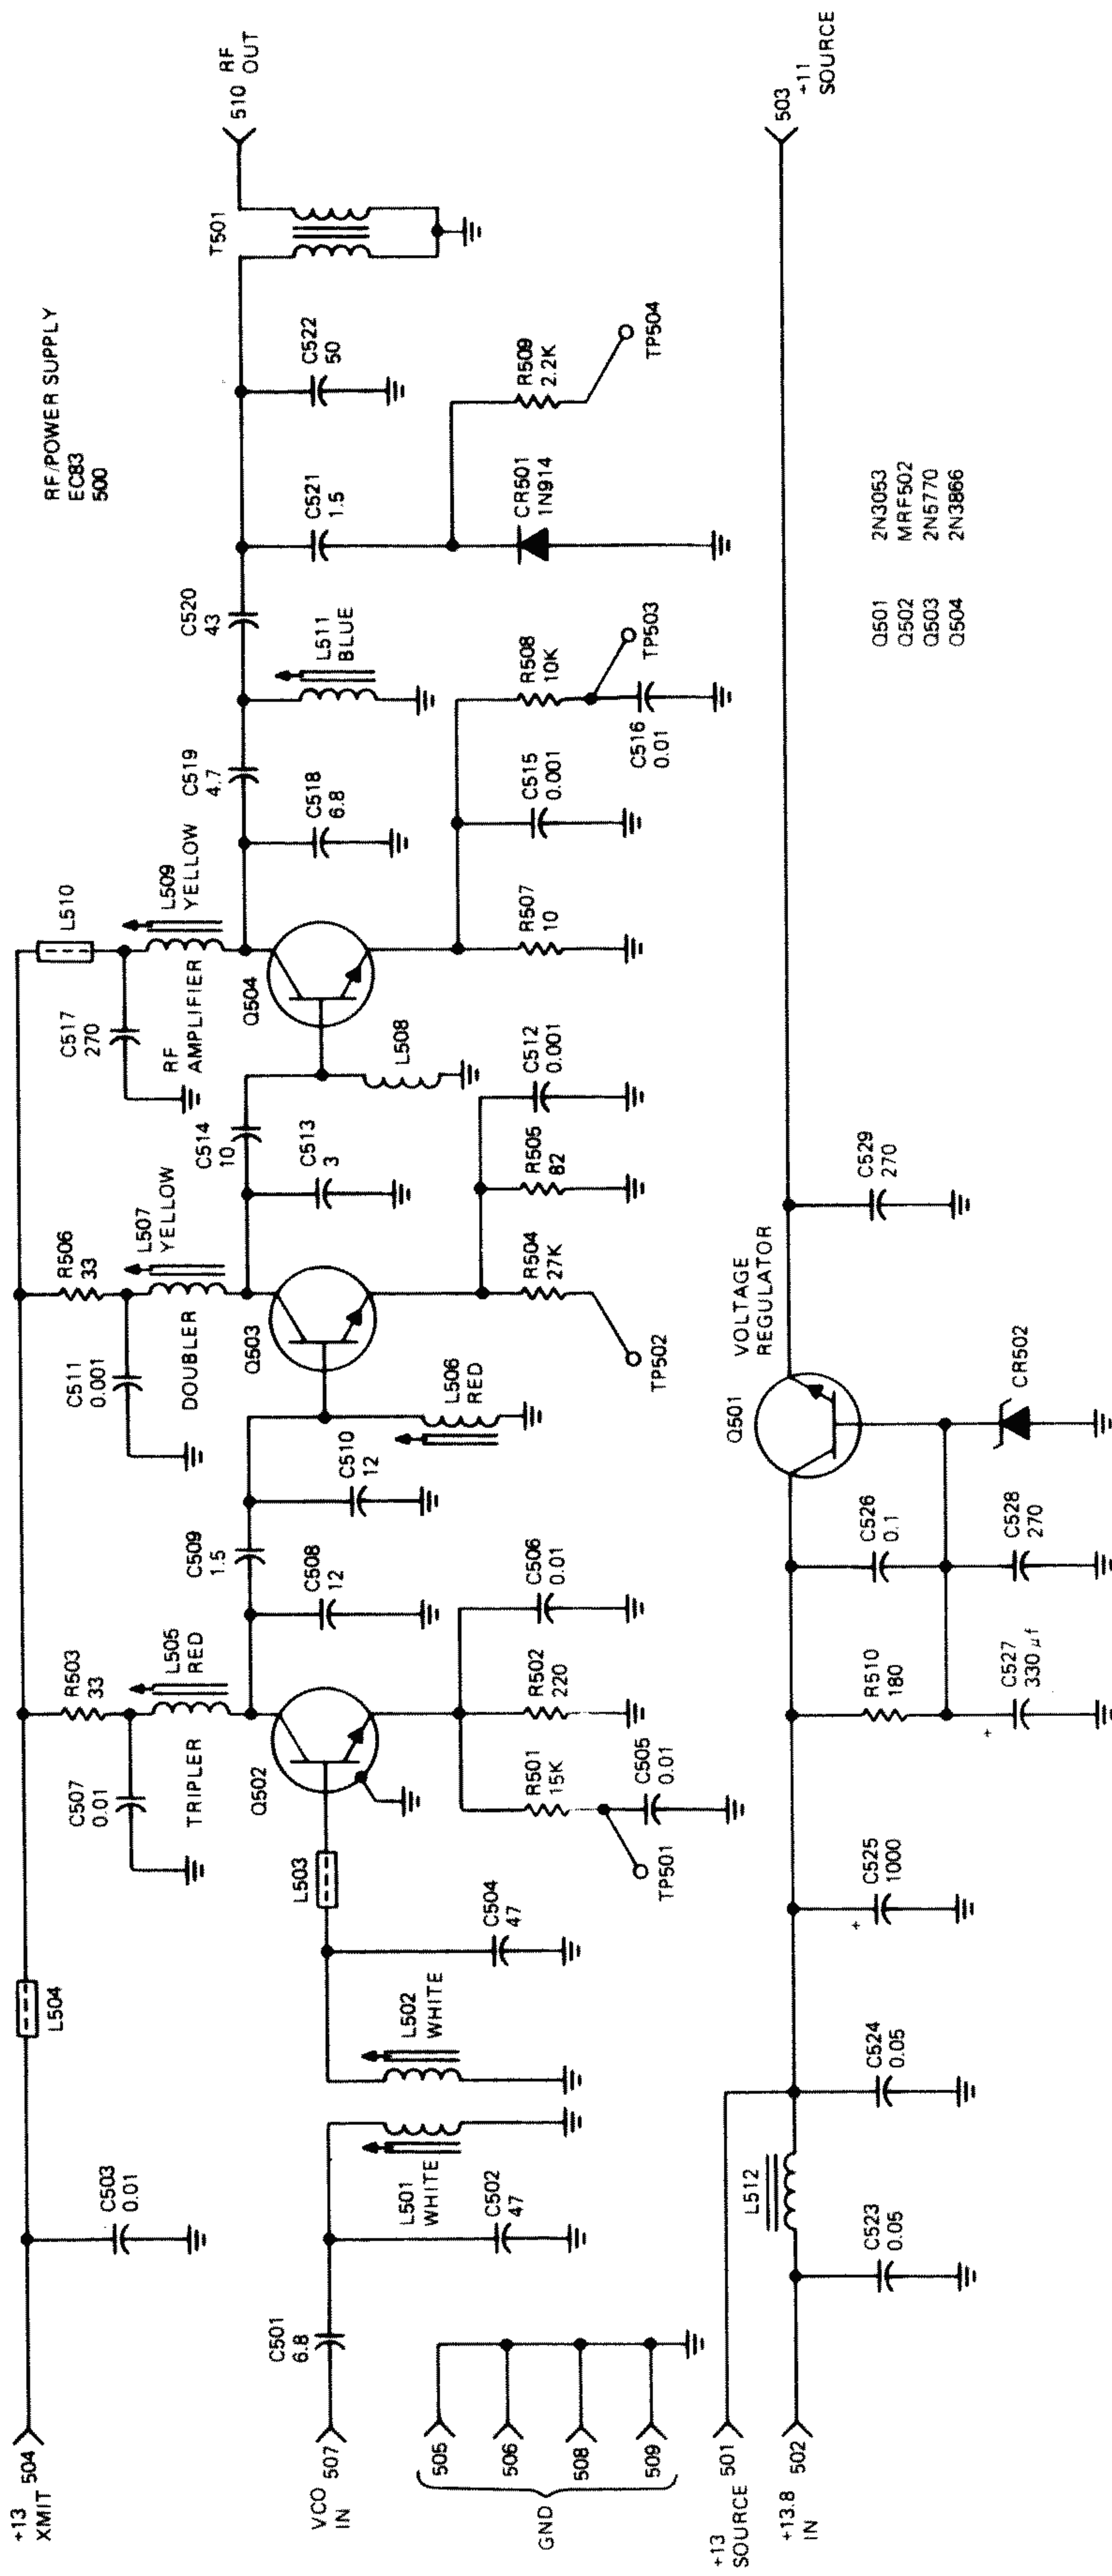 RF/POWER SUPPLY
EC83
500
+13
XMIT
504
C503
0.01
L504
C507
0.01
R503
33
L505
RED
TRIPLER
C511
0.001
R506
33
L507
YELLOW
DOUBLER
C517
270
L510
L509
YELLOW
RF
AMPLIFIER
VCO
IN
507
C501
6.8
L501
WHITE
C502
47
L502
WHITE
C504
47
L503
Q502
C508
12
C509
1.5
C510
12
L506
RED
Q503
C513
3
C514
10
L508
Q504
C518
6.8
C519
4.7
L511
BLUE
C520
43
C521
1.5
C522
50
T501
510
RF
OUT
TP501
R501
15K
C505
0.01
R502
220
C506
0.01
TP502
R504
27K
R505
82
C512
0.001
R507
10
C515
0.001
R508
10K
C516
0.01
TP503
CR501
1N914
R509
2.2K
TP504
GND
505
506
508
509
+13
SOURCE
501
+13.8
IN
502
C523
0.05
L512
C524
0.05
+
C525
1000
R510
180
+
C527
330 µf
C526
0.1
C528
270
Q501
VOLTAGE
REGULATOR
CR502
C529
270
503
+11
SOURCE
Q501 2N3053
Q502 MRF502
Q503 2N5770
Q504 2N3866